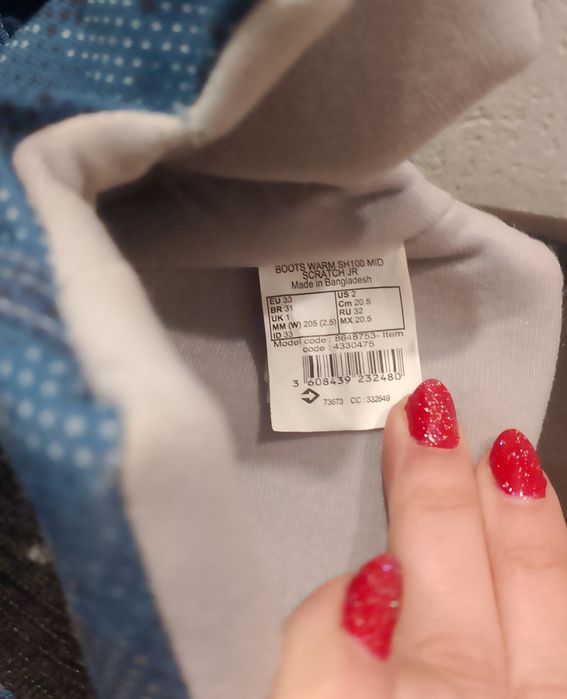 BOOTS WARM SH100 MID
SCRATCH JR
Made in Bangladesh
EU 33 US 2
BR 31 Cm 20.5
UK 1 RU 32
MM (W) 205 (2.5) MX 20.5
ID 33
Model code : 8648753- Item
code : 4330475
3 608439 232480
73673 CC : 332649